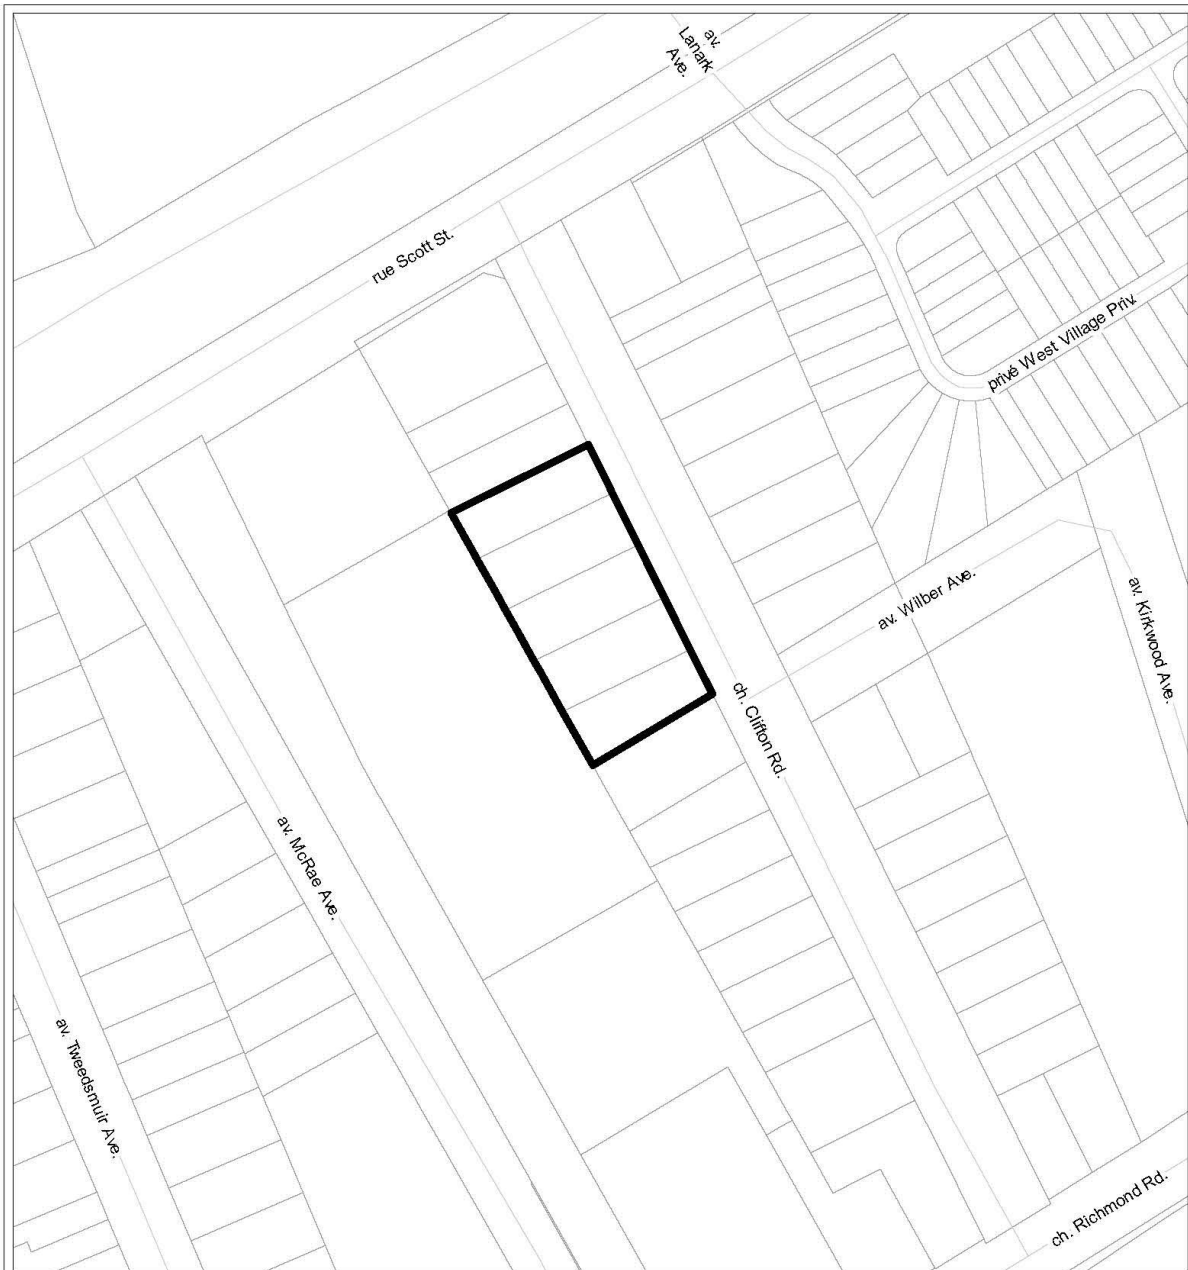 av.
Lanark
Ave.
rue Scott St.
privé West Village Priv.
av. Wilber Ave.
av. Kirkwood Ave.
ch. Clifton Rd.
av. McRae Ave.
av. Tweedsmuir Ave.
ch. Richmond Rd.